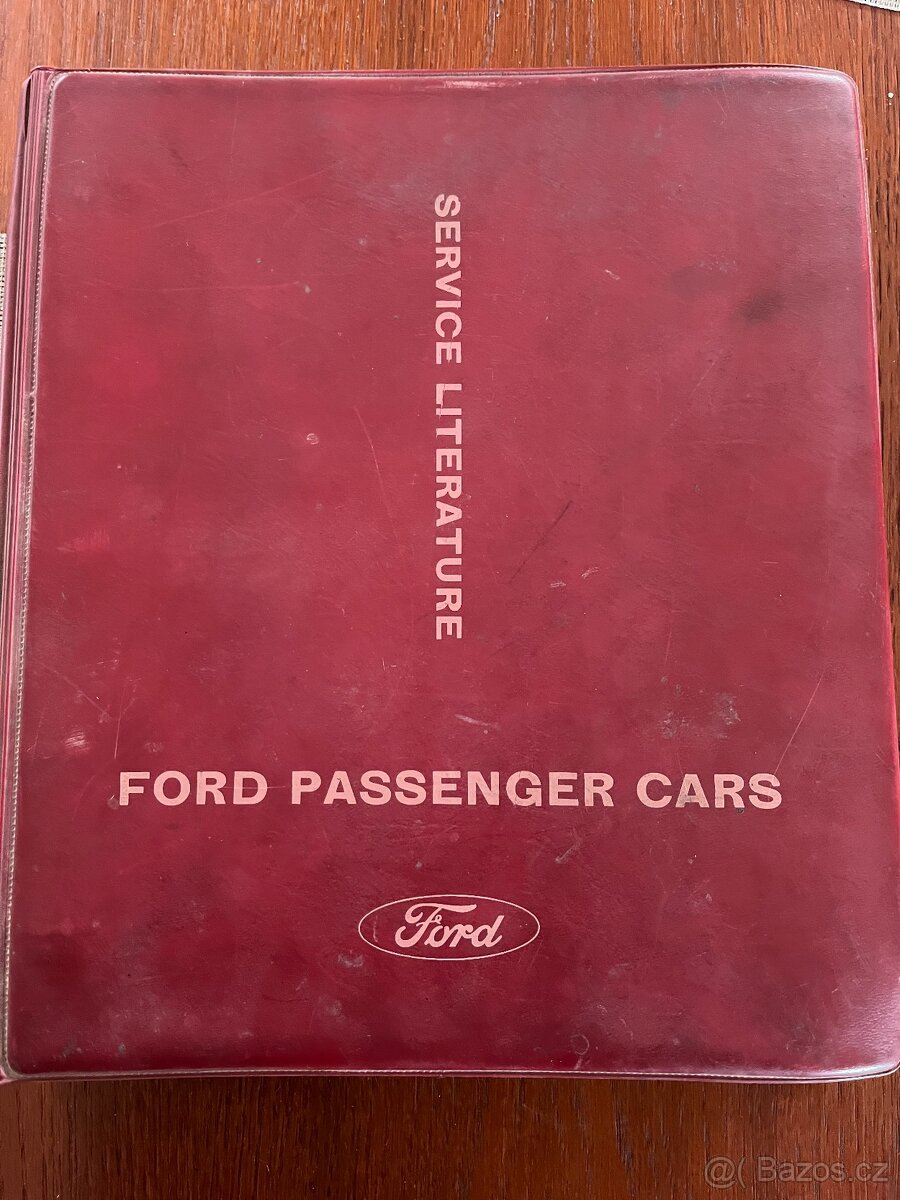 SERVICE LITERATURE
FORD PASSENGER CARS
Ford
@( Bazos.cz